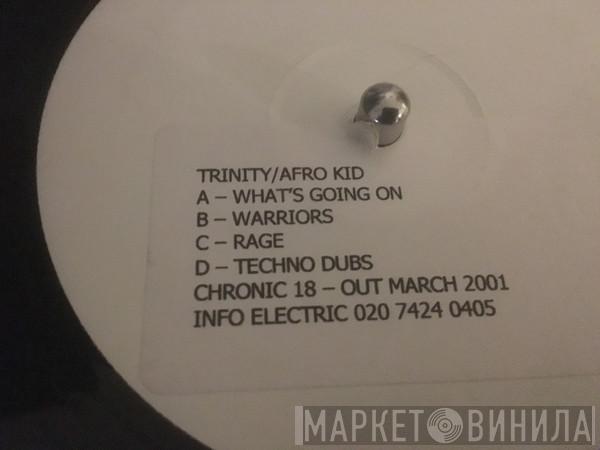 TRINITY/AFRO KID
A – WHAT'S GOING ON
B – WARRIORS
C – RAGE
D – TECHNO DUBS
CHRONIC 18 – OUT MARCH 2001
INFO ELECTRIC 020 7424 0405
МАРКЕТ ВИНИЛА